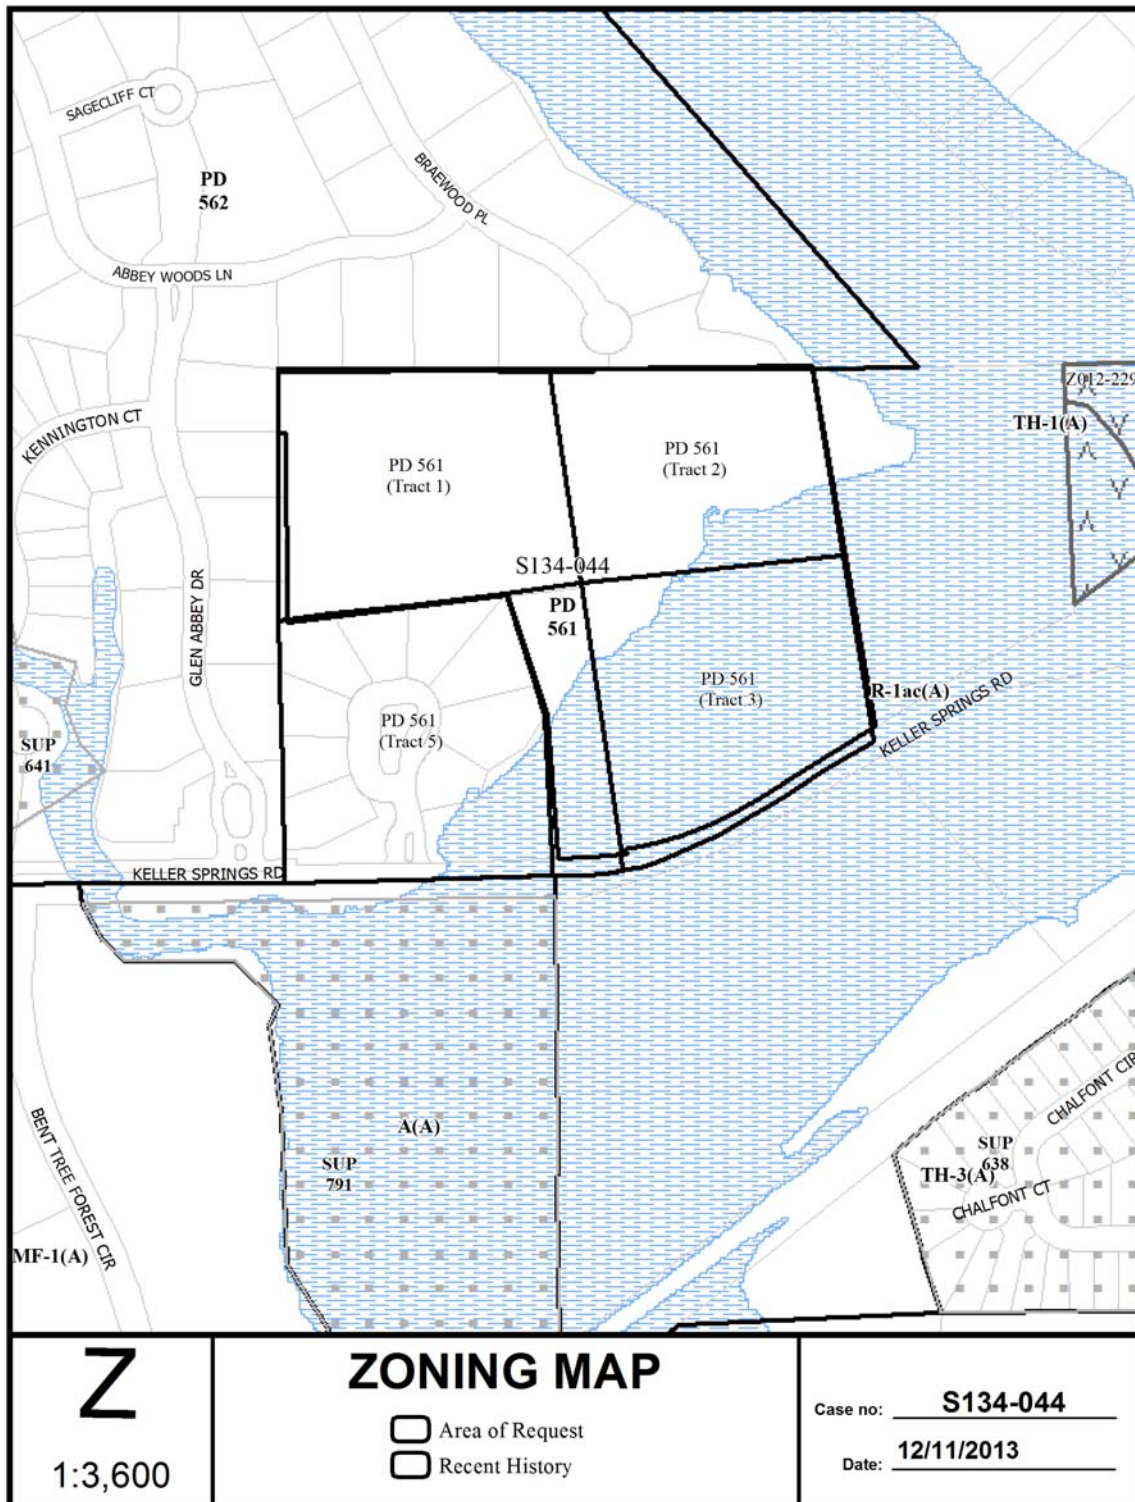 SAGECLIFF CT
PD
562
BRAEWOOD PL
ABBEY WOODS LN
Z012-229
TH-1(A)
KENNINGTON CT
PD 561
(Tract 1)
PD 561
(Tract 2)
S134-044
PD
561
GLEN ABBEY DR
PD 561
(Tract 3)
R-1ac(A)
KELLER SPRINGS RD
PD 561
(Tract 5)
SUP
641
KELLER SPRINGS RD
A(A)
SUP
791
BENT TREE FOREST CIR
MF-1(A)
CHALFONT CIR
SUP
638
TH-3(A)
CHALFONT CT
Z
1:3,600
ZONING MAP
Area of Request
Recent History
Case no: S134-044
Date: 12/11/2013